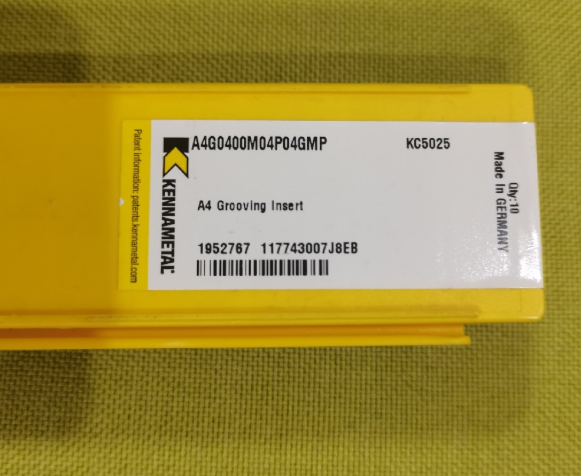 A4G0400M04P04GMP KC5025
A4 Grooving Insert
1952767 117743007J8EB
KENNAMETAL
Patent information: patents.kennametal.com
Qty:10
Made In GERMANY